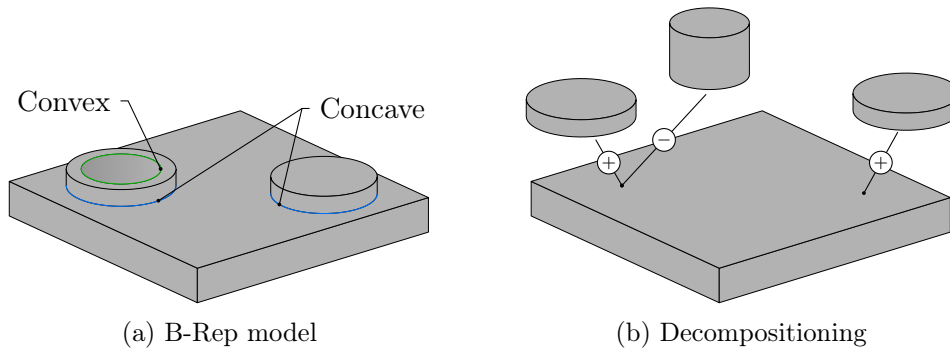 Convex
Concave
+
−
+
(a) B-Rep model
(b) Decompositioning